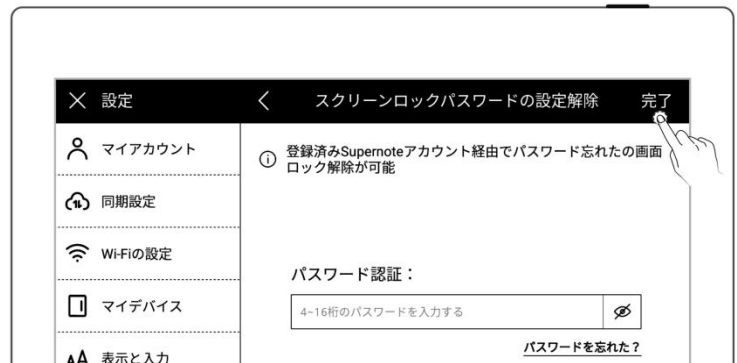 設定
スクリーンロックパスワードの設定解除
完了
マイアカウント
登録済みSupernoteアカウント経由でパスワード忘れたの画面
ロック解除が可能
同期設定
Wi-Fiの設定
パスワード認証：
マイデバイス
4~16桁のパスワードを入力する
パスワードを忘れた？
AA 表示と入力